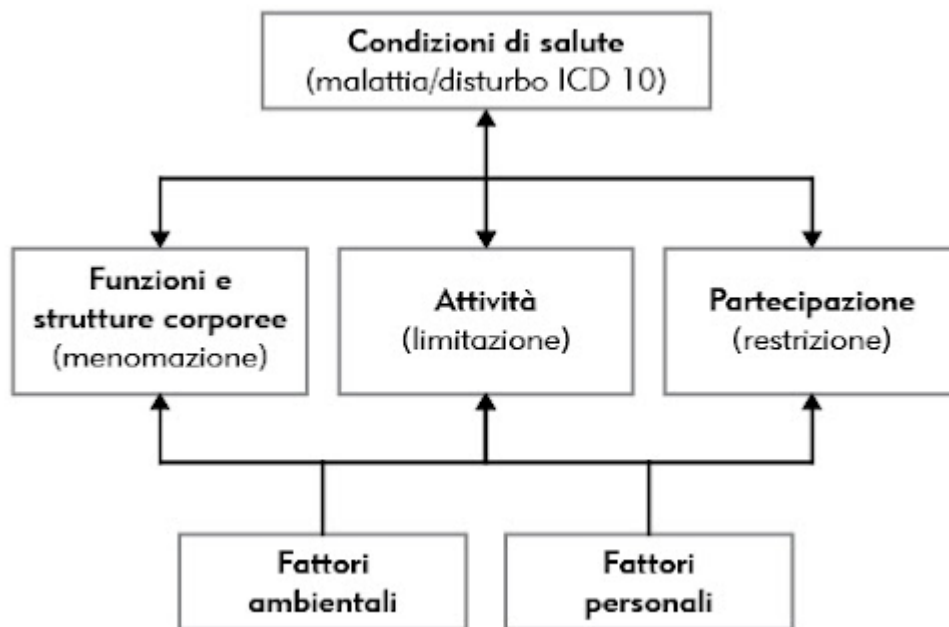 Condizioni di salute
(malattia/disturbo ICD 10)
Funzioni e
strutture corporee
(menomazione)
Attività
(limitazione)
Partecipazione
(restrizione)
Fattori
ambientali
Fattori
personali